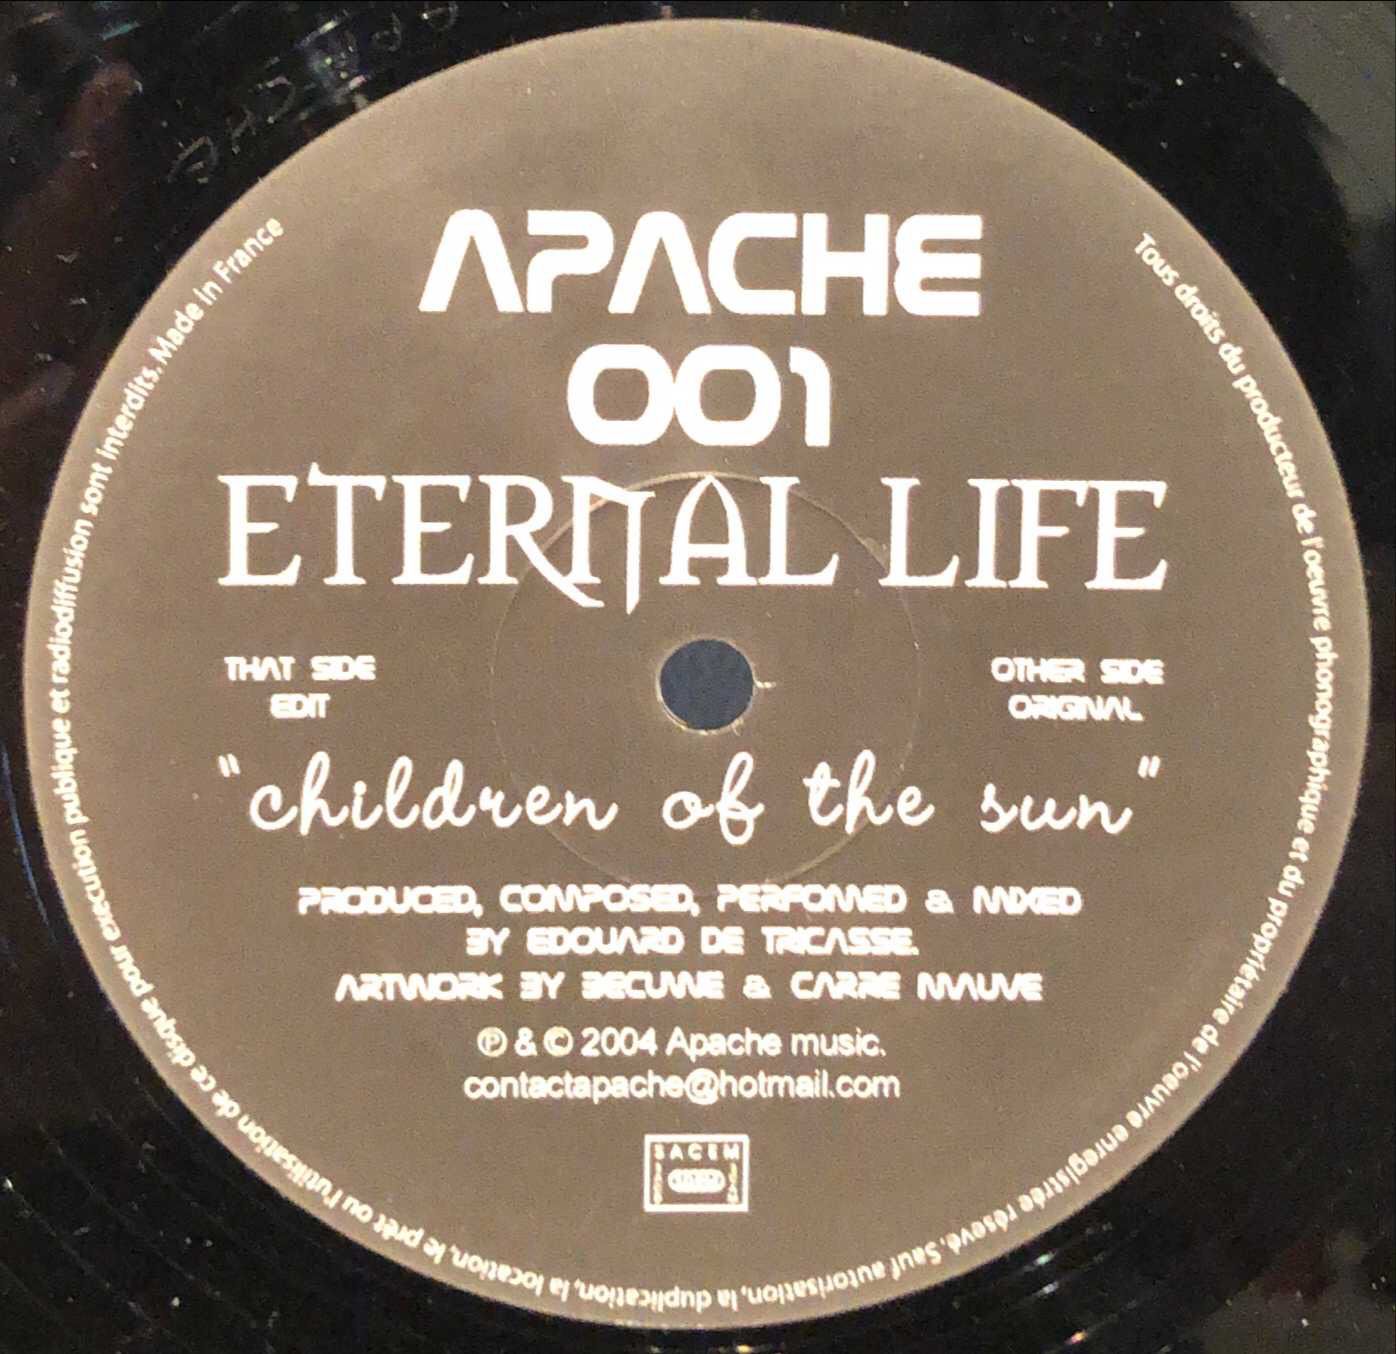 APACHE
001
ETERNAL LIFE
THAT SIDE
EDIT
OTHER SIDE
ORIGINAL
"children of the sun"
PRODUCED, COMPOSED, PERFOMED & MIXED
BY EDOUARD DE TRICASSE.
ARTWORK BY BECUWE & CARRE MAUVE
℗ & © 2004 Apache music.
contactapache@hotmail.com
SACEM
Tous droits du producteur de l'oeuvre phonographique et du propriétaire de l'oeuvre enregistrée résevé. Sauf autorisation, la duplication, la location, le prêt ou l'utilisation de ce disque pour exécution publique et radiodiffusion sont interdits. Made in France